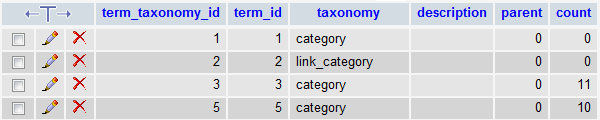 term_taxonomy_id term_id taxonomy description parent count
1 1 category 0 0
2 2 link_category 0 0
3 3 category 0 11
5 5 category 0 10